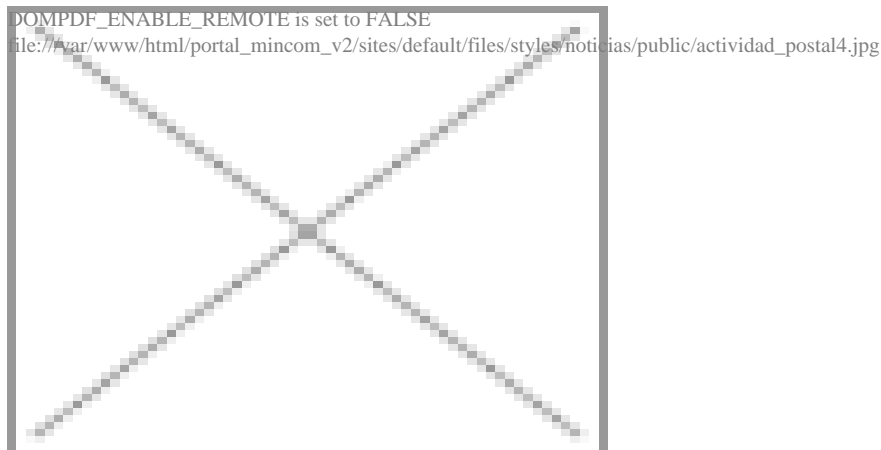 DOMPDF_ENABLE_REMOTE is set to FALSE
file:///var/www/html/portal_mincom_v2/sites/default/files/styles/noticias/public/actividad_postal4.jpg